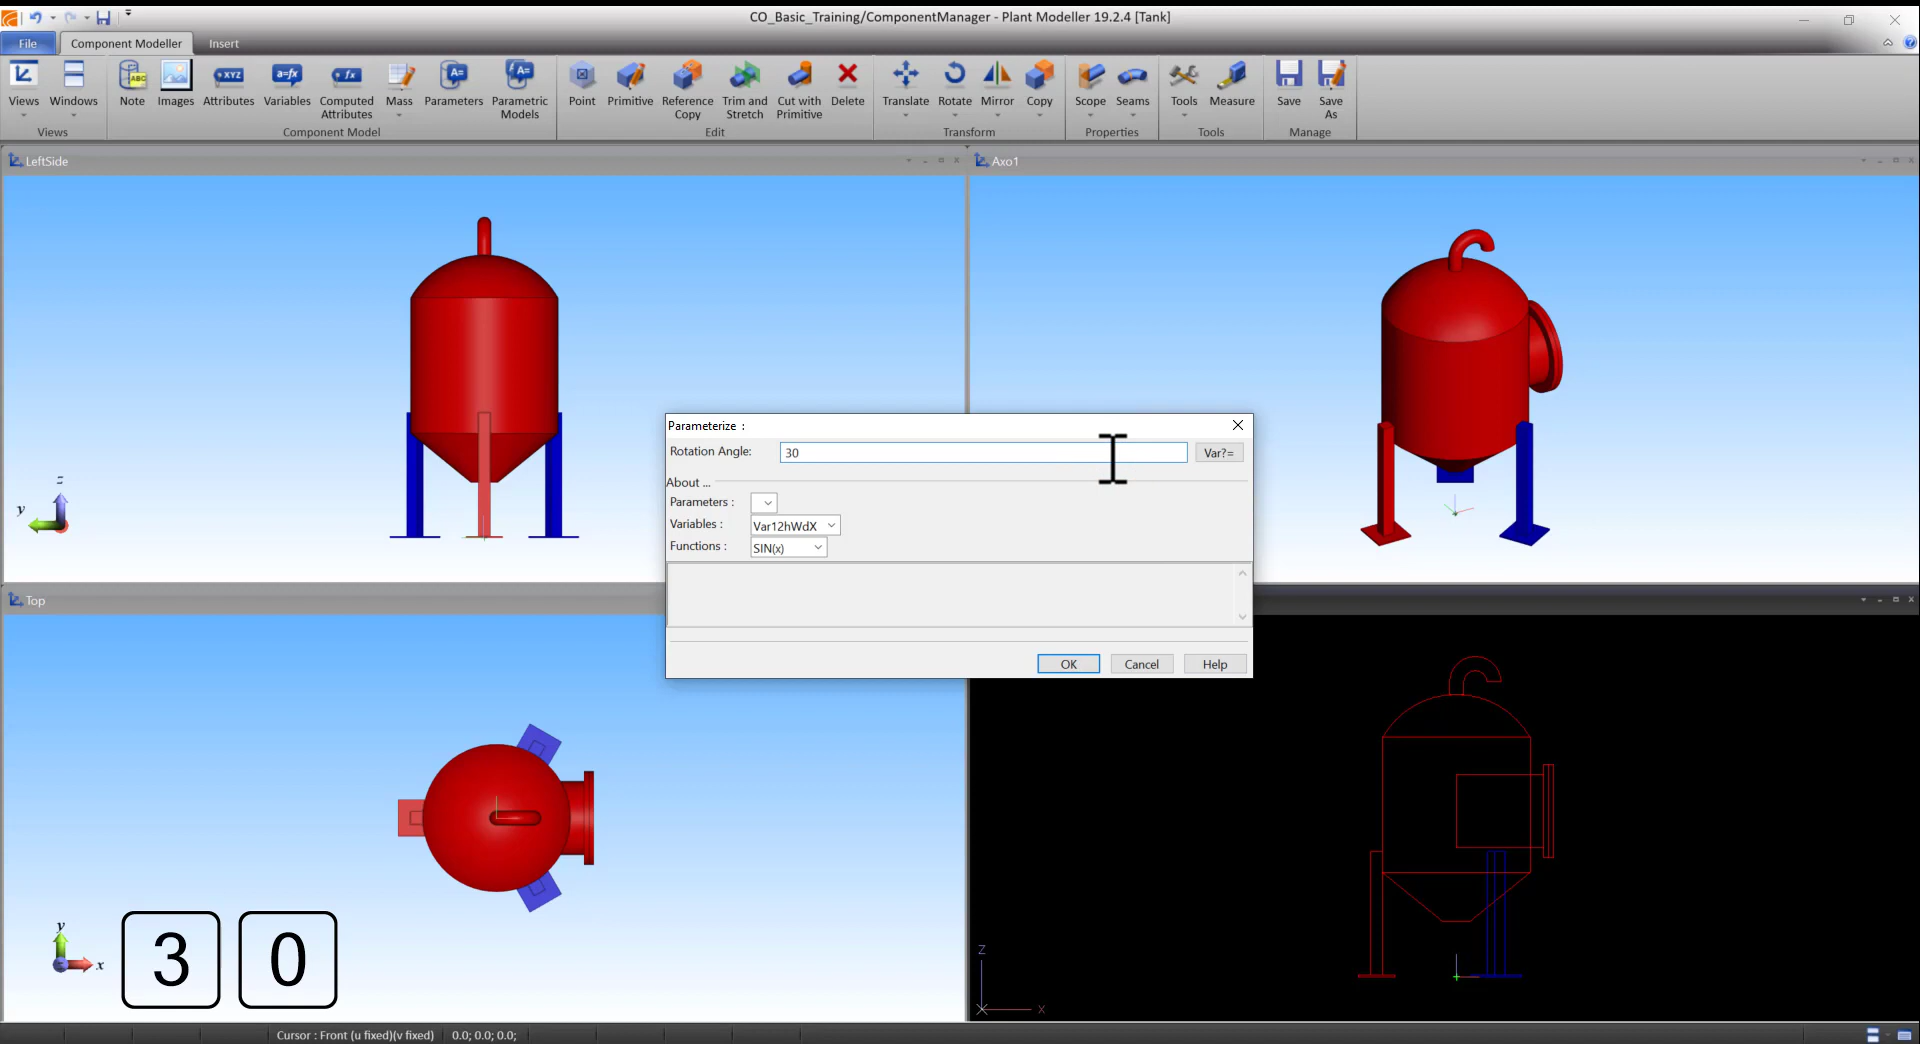 CO_Basic_Training/ComponentManager - Plant Modeller 19.2.4 [Tank]
File Component Modeller Insert
Views Windows Note Images Attributes Variables Computed Attributes Mass Parameters Parametric Models Point Primitive Reference Copy Trim and Stretch Cut with Primitive Delete Translate Rotate Mirror Copy Scope Seams Tools Measure Save Save As
ABC XYZ a=fx fx A= A=
Views Component Model Edit Transform Properties Tools Manage
LeftSide
Axo1
z
y
Parameterize :
Rotation Angle: 30 Var?=
About ...
Parameters :
Variables : Var12hWdX
Functions : SIN(x)
OK Cancel Help
Top
y
x
3 0
Z
X
Cursor : Front (u fixed)(v fixed) 0.0; 0.0; 0.0;